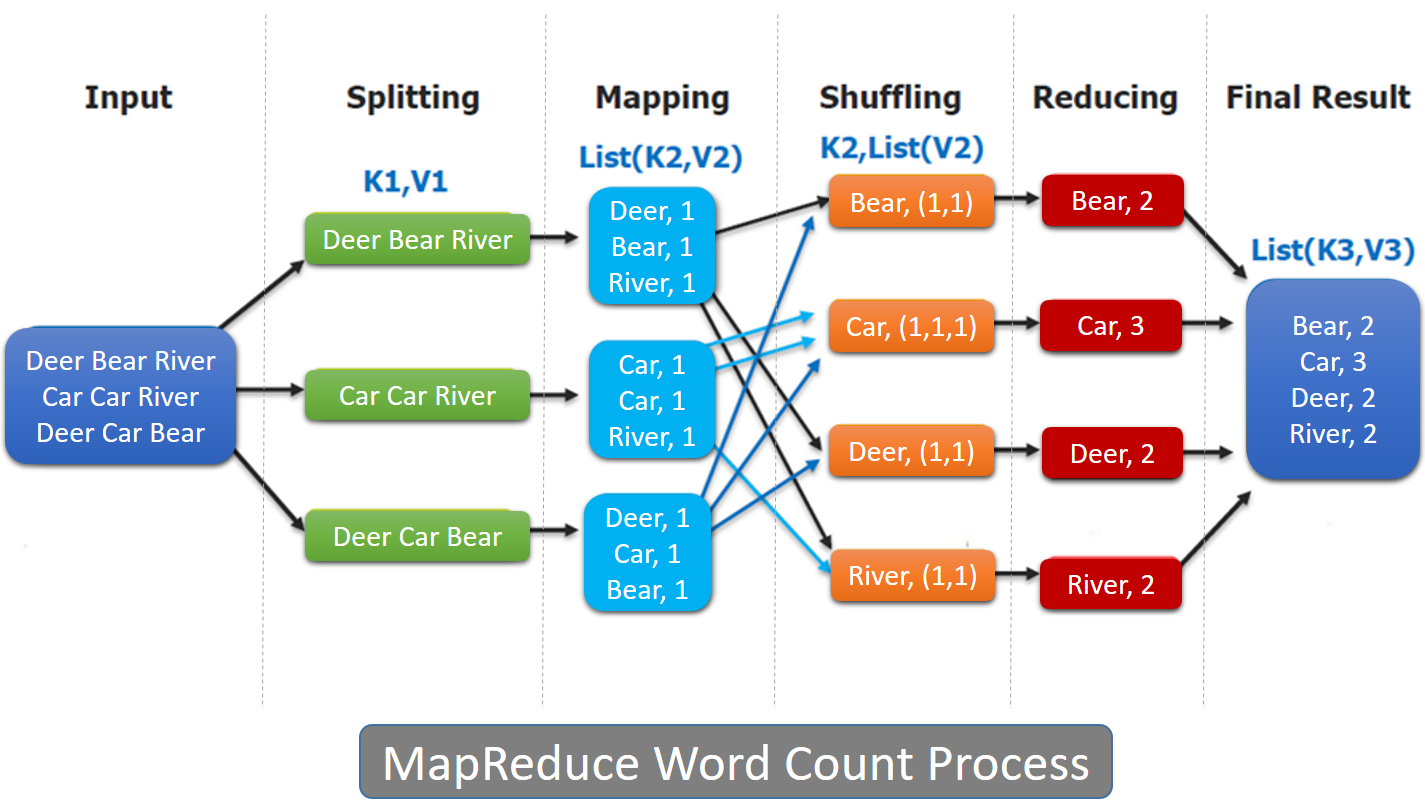 Input
Splitting
Mapping
Shuffling
Reducing
Final Result
K1,V1
List(K2,V2)
K2,List(V2)
List(K3,V3)
Deer Bear River
Car Car River
Deer Car Bear
Deer Bear River
Car Car River
Deer Car Bear
Deer, 1
Bear, 1
River, 1
Car, 1
Car, 1
River, 1
Deer, 1
Car, 1
Bear, 1
Bear, (1,1)
Car, (1,1,1)
Deer, (1,1)
River, (1,1)
Bear, 2
Car, 3
Deer, 2
River, 2
Bear, 2
Car, 3
Deer, 2
River, 2
MapReduce Word Count Process